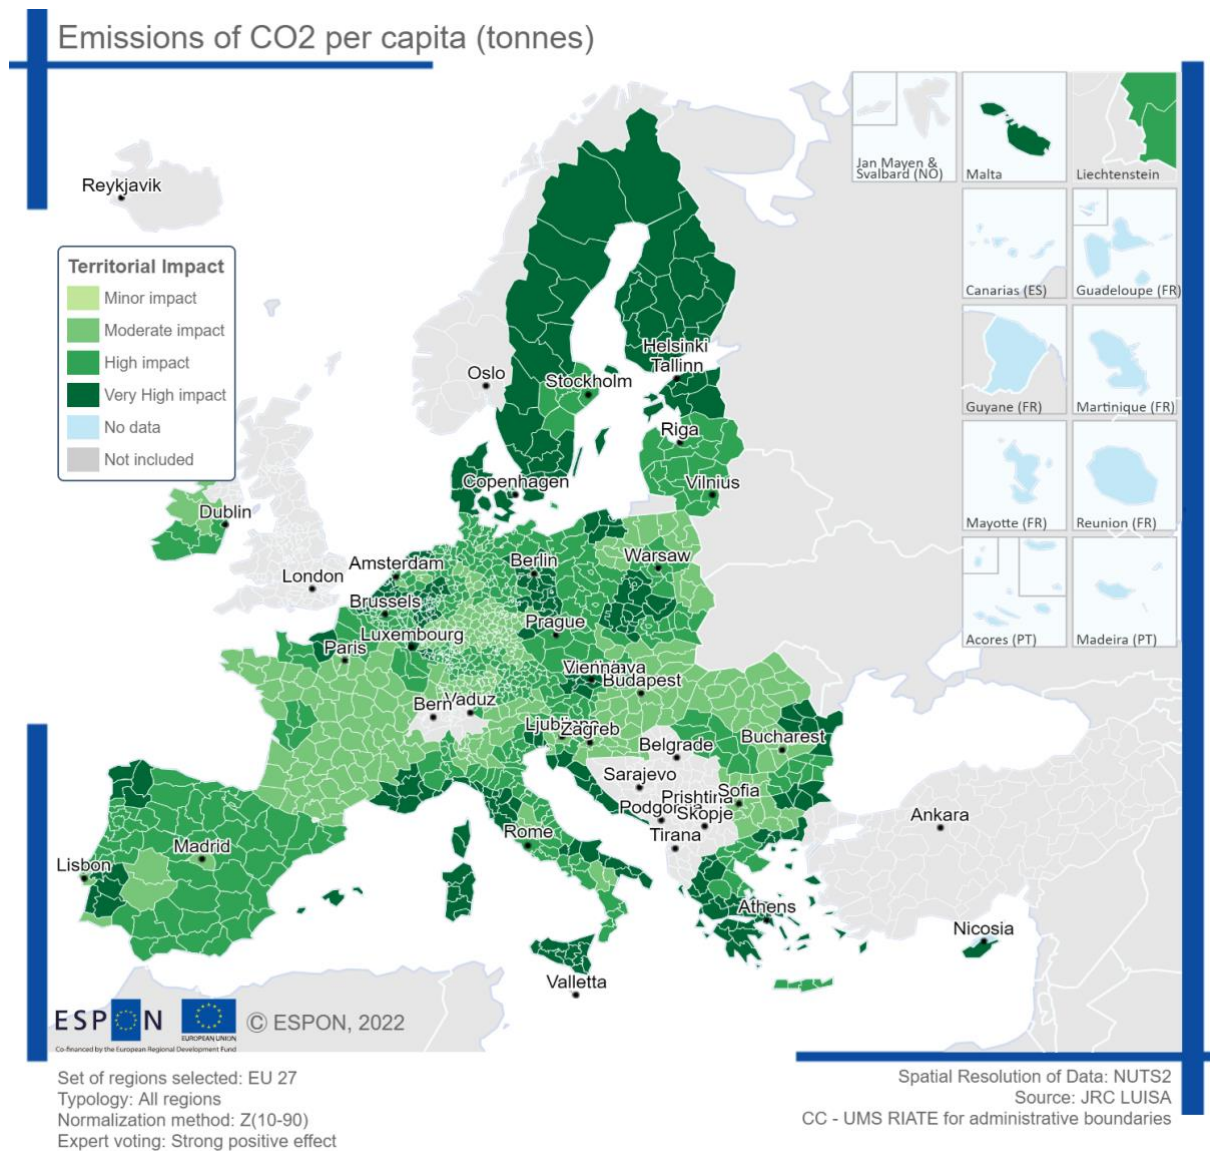 Emissions of CO2 per capita (tonnes)
Reykjavik
Territorial Impact
Minor impact
Moderate impact
High impact
Very High impact
No data
Not included
Jan Mayen &
Svalbard (NO)
Malta
Liechtenstein
Canarias (ES)
Guadeloupe (FR)
Guyane (FR)
Martinique (FR)
Mayotte (FR)
Reunion (FR)
Acores (PT)
Madeira (PT)
Helsinki
Tallinn
Oslo
Stockholm
Riga
Copenhagen
Vilnius
Dublin
Amsterdam
Berlin
Warsaw
London
Brussels
Prague
Luxembourg
Paris
Budapest
Vaduz
Bern
Zagreb
Belgrade
Bucharest
Sarajevo
Sofia
Prishtina
Skopje
Tirana
Ankara
Rome
Madrid
Lisbon
Athens
Nicosia
Valletta
ESPON
EUROPEAN UNION
Co-financed by the European Regional Development Fund
© ESPON, 2022
Set of regions selected: EU 27
Typology: All regions
Normalization method: Z(10-90)
Expert voting: Strong positive effect
Spatial Resolution of Data: NUTS2
Source: JRC LUISA
CC - UMS RIATE for administrative boundaries